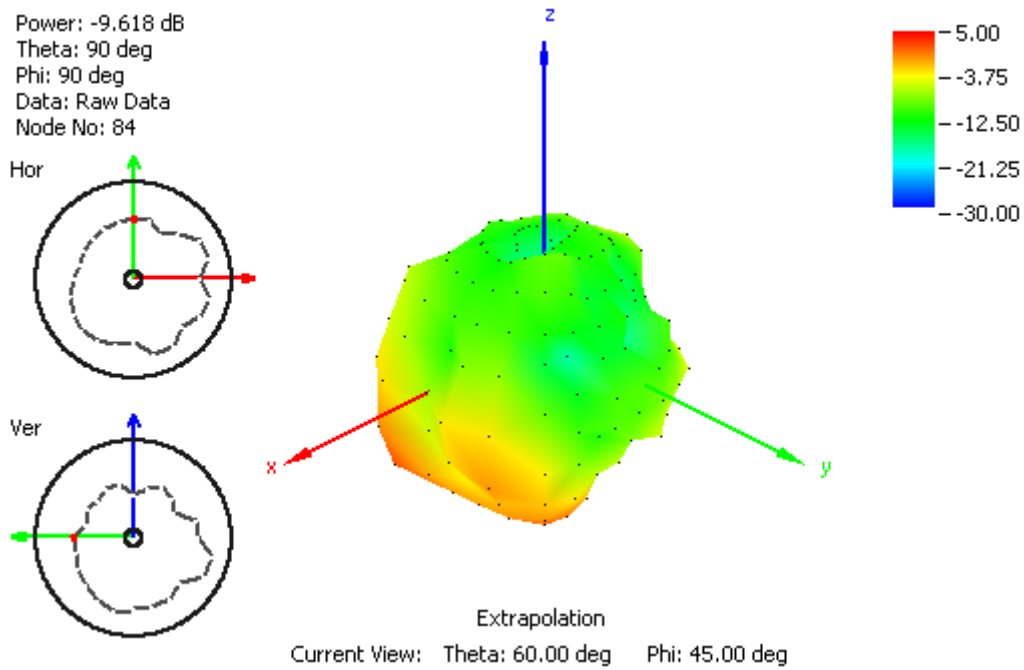 Power: -9.618 dB
Theta: 90 deg
Phi: 90 deg
Data: Raw Data
Node No: 84
Hor
Ver
z
x
y
5.00
-3.75
-12.50
-21.25
-30.00
Extrapolation
Current View: Theta: 60.00 deg Phi: 45.00 deg